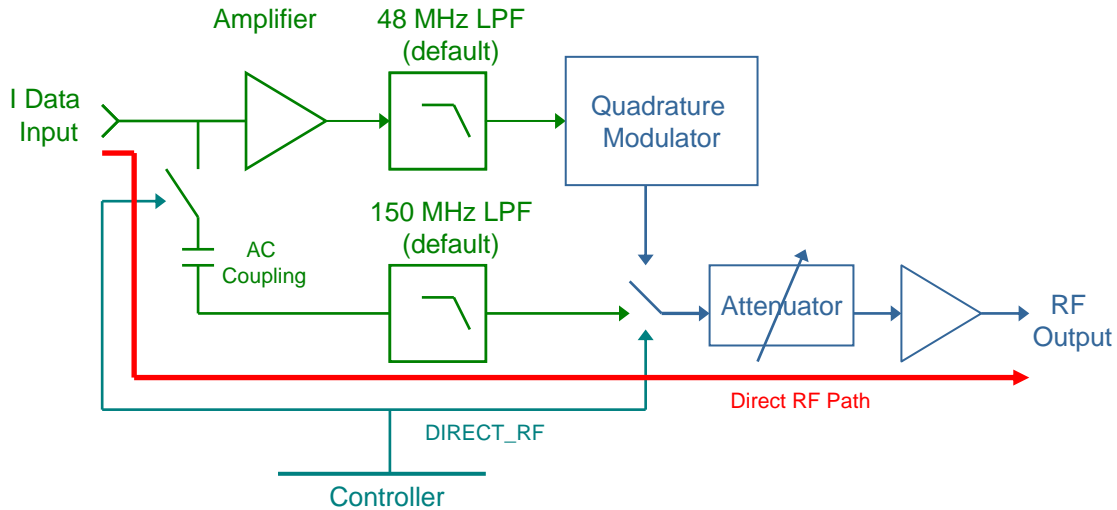 Amplifier
48 MHz LPF
(default)
I Data
Input
Quadrature
Modulator
150 MHz LPF
(default)
AC
Coupling
Attenuator
RF
Output
Direct RF Path
DIRECT_RF
Controller